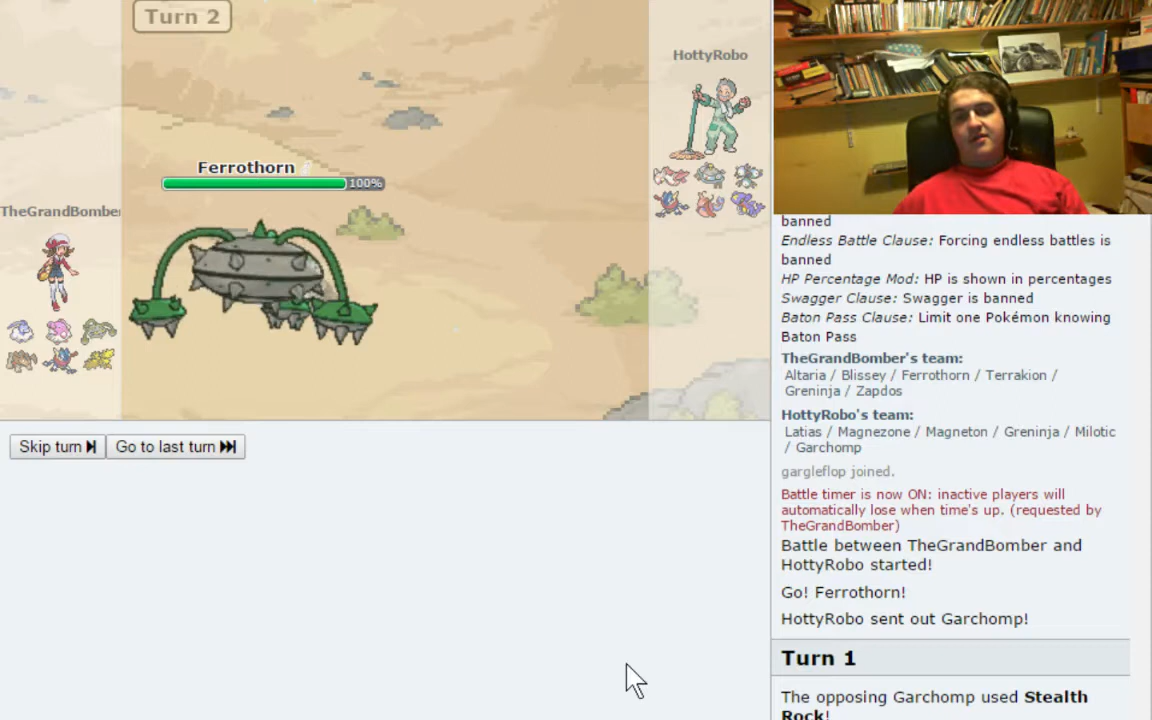 Turn 2
HottyRobo
Ferrothorn
100%
TheGrandBomber
Skip turn
Go to last turn
banned
Endless Battle Clause: Forcing endless battles is
banned
HP Percentage Mod: HP is shown in percentages
Swagger Clause: Swagger is banned
Baton Pass Clause: Limit one Pokémon knowing
Baton Pass
TheGrandBomber's team:
Altaria / Blissey / Ferrothorn / Terrakion /
Greninja / Zapdos
HottyRobo's team:
Latias / Magnezone / Magneton / Greninja / Milotic
/ Garchomp
gargleflop joined.
Battle timer is now ON: inactive players will
automatically lose when time's up. (requested by
TheGrandBomber)
Battle between TheGrandBomber and
HottyRobo started!
Go! Ferrothorn!
HottyRobo sent out Garchomp!
Turn 1
The opposing Garchomp used Stealth
Rock!